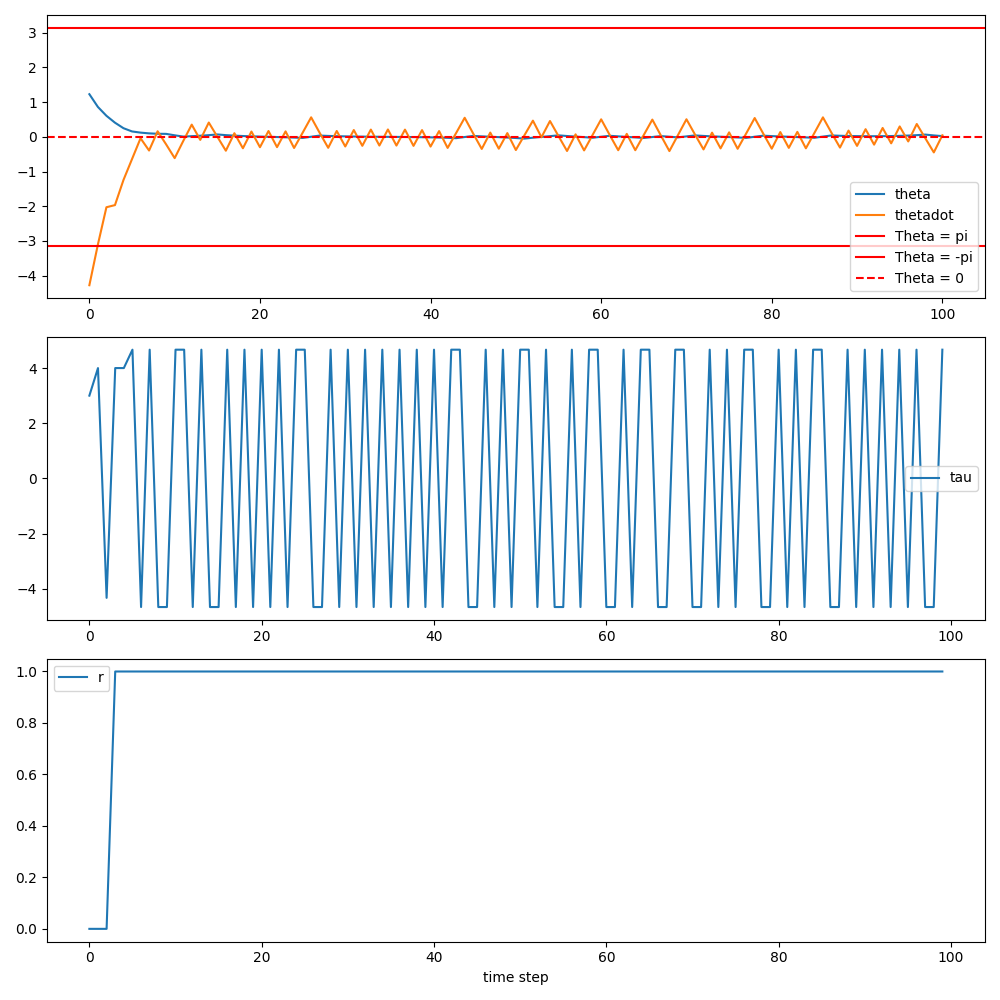 3
2
1
0
−1
−2
−3
−4
theta
thetadot
Theta = pi
Theta = -pi
Theta = 0
0 20 40 60 80 100
4
2
0
−2
−4
tau
0 20 40 60 80 100
1.0
0.8
0.6
0.4
0.2
0.0
r
0 20 40 60 80 100
time step